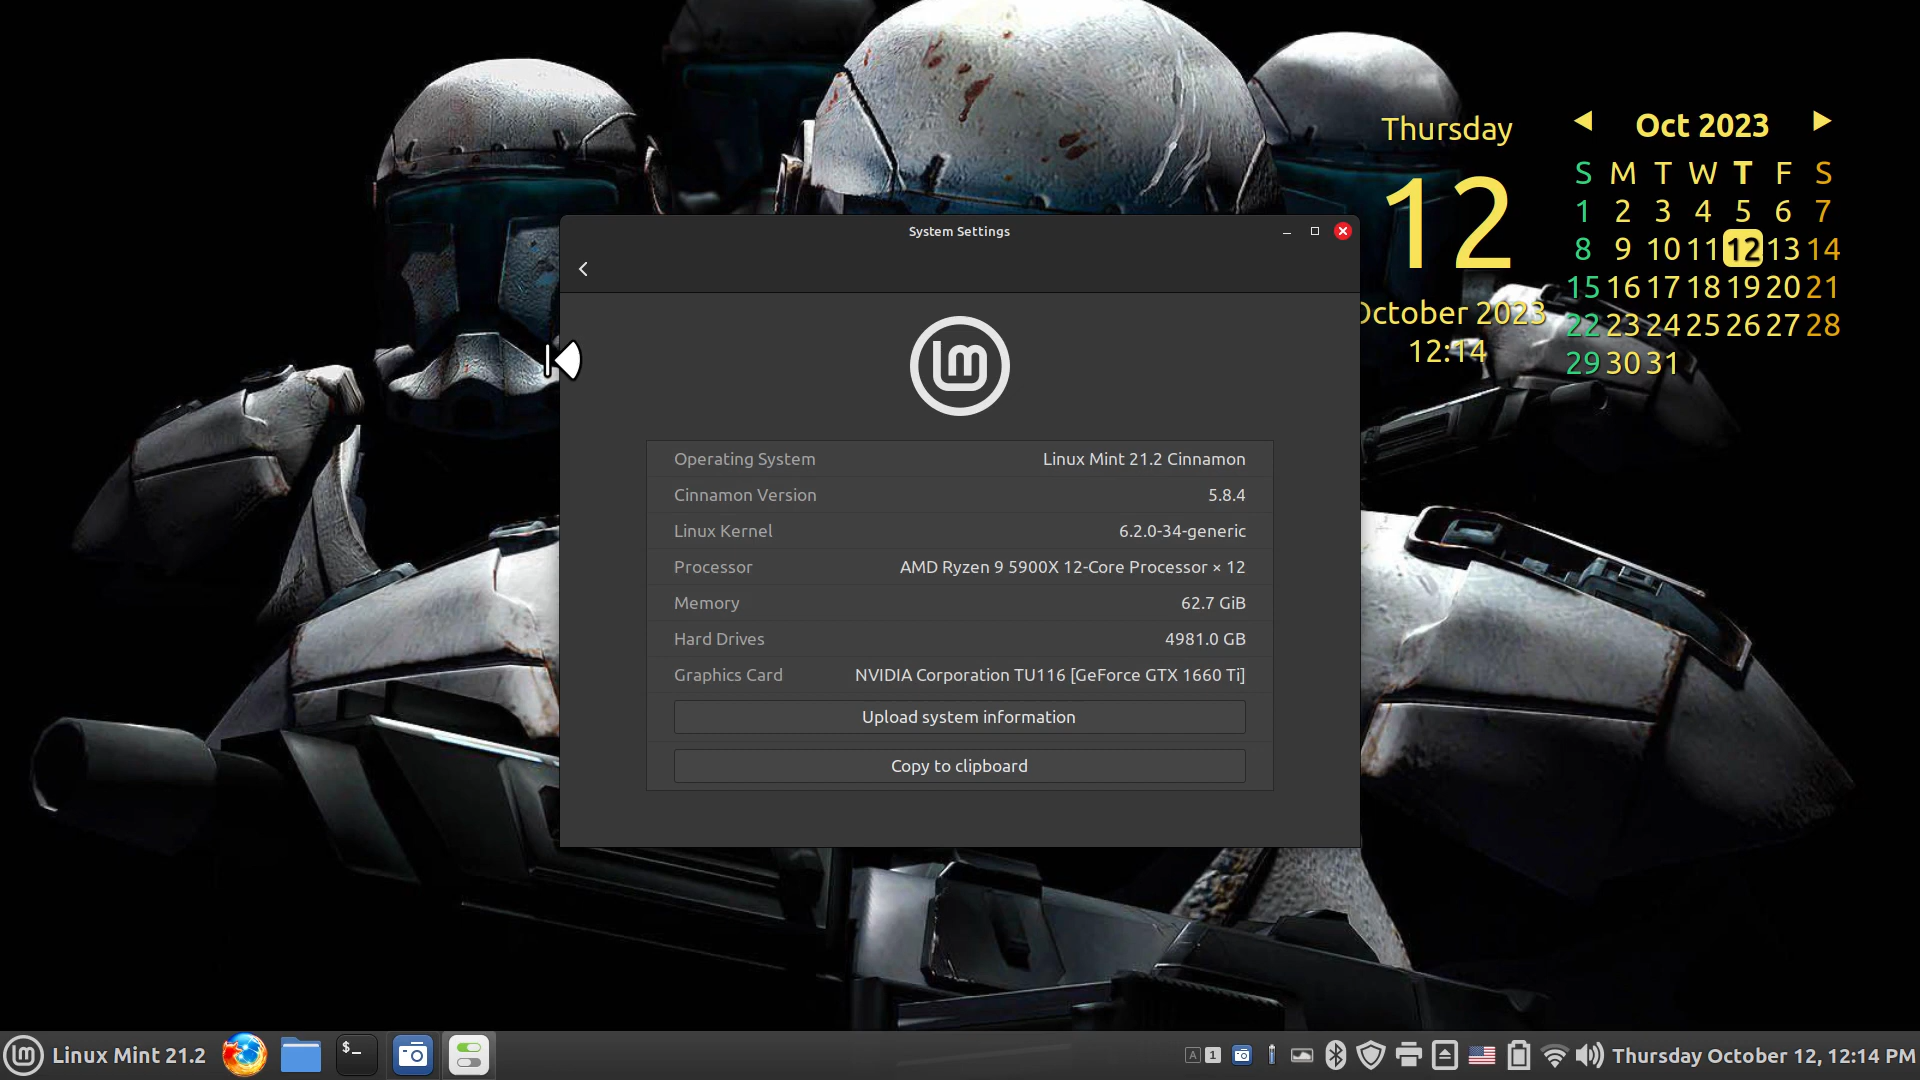 System Settings
Operating System Linux Mint 21.2 Cinnamon
Cinnamon Version 5.8.4
Linux Kernel 6.2.0-34-generic
Processor AMD Ryzen 9 5900X 12-Core Processor × 12
Memory 62.7 GiB
Hard Drives 4981.0 GB
Graphics Card NVIDIA Corporation TU116 [GeForce GTX 1660 Ti]
Upload system information
Copy to clipboard
Thursday
12
October 2023
12:14
Oct 2023
S M T W T F S
1 2 3 4 5 6 7
8 9 10 11 12 13 14
15 16 17 18 19 20 21
22 23 24 25 26 27 28
29 30 31
Linux Mint 21.2
$-
A 1
Thursday October 12, 12:14 PM